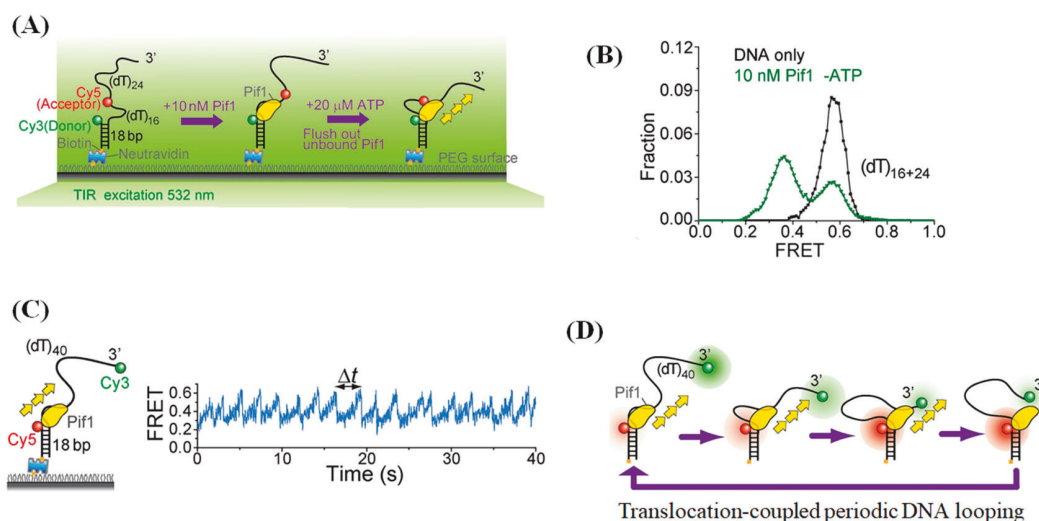 (A)
3'
(dT)24
Cy5
(Acceptor)
(dT)16
Cy3(Donor)
18 bp
Biotin
Neutravidin
+10 nM Pif1
Pif1
3'
+20 μM ATP
Flush out
unbound Pif1
3'
PEG surface
TIR excitation 532 nm
(B)
DNA only
10 nM Pif1 -ATP
(dT)16+24
Fraction
0.12
0.09
0.06
0.03
0.00
0.0 0.2 0.4 0.6 0.8 1.0
FRET
(C)
(dT)40
3'
Cy3
Pif1
Cy5
18 bp
FRET
0.6
0.4
0.2
0.0
Δt
0 10 20 30 40
Time (s)
(D)
3'
(dT)40
Pif1
3'
3'
3'
Translocation-coupled periodic DNA looping